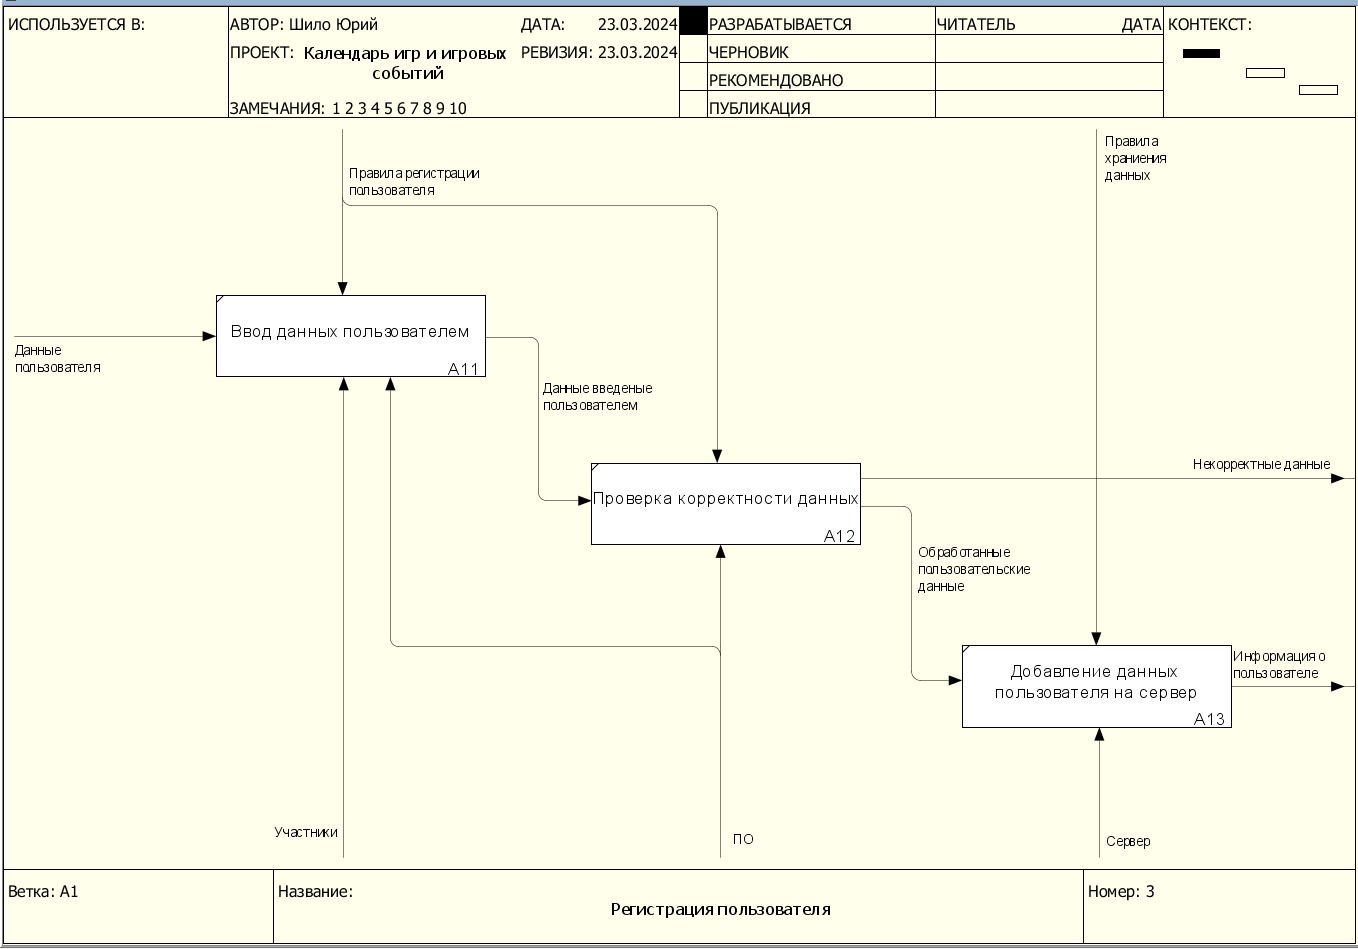 ИСПОЛЬЗУЕТСЯ В:
АВТОР: Шило Юрий
ДАТА: 23.03.2024
РАЗРАБАТЫВАЕТСЯ
ЧИТАТЕЛЬ
ДАТА
КОНТЕКСТ:
ПРОЕКТ: Календарь игр и игровых
событий
РЕВИЗИЯ: 23.03.2024
ЧЕРНОВИК
РЕКОМЕНДОВАНО
ЗАМЕЧАНИЯ: 1 2 3 4 5 6 7 8 9 10
ПУБЛИКАЦИЯ
Правила
храниения
данных
Правила регистрации
пользователя
Ввод данных пользователем
A11
Данные
пользователя
Данные введеные
пользователем
Некорректные данные
Проверка корректности данных
A12
Обработанные
пользовательские
данные
Информация о
пользователе
Добавление данных
пользователя на сервер
A13
Участники
ПО
Сервер
Ветка: A1
Название:
Регистрация пользователя
Номер: 3